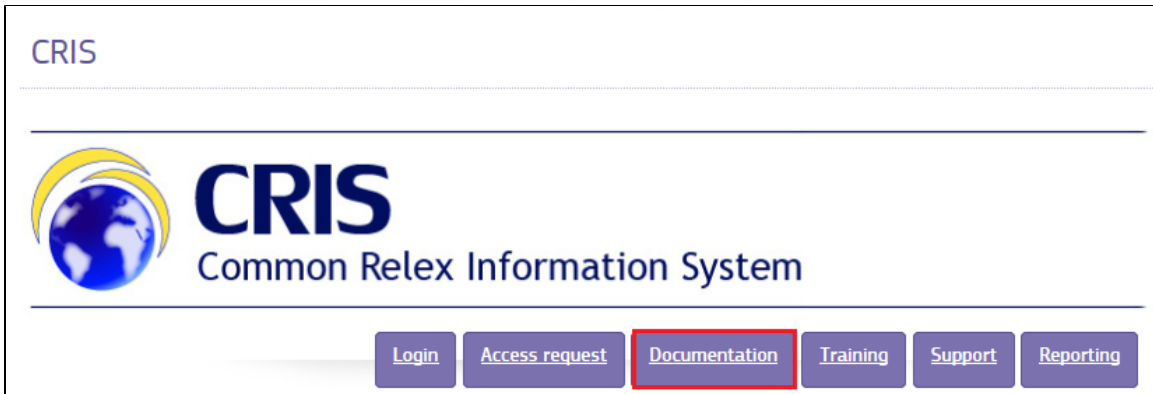 CRIS
CRIS
Common Relex Information System
Login Access request Documentation Training Support Reporting